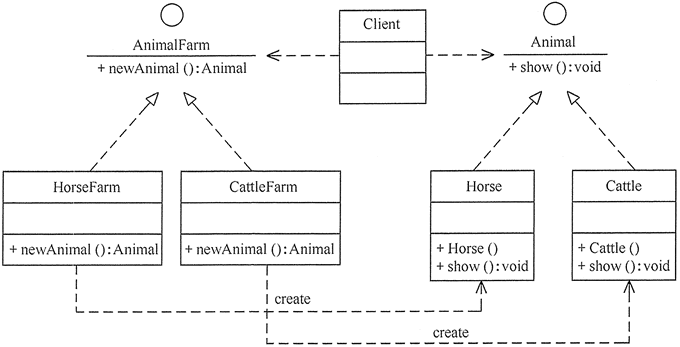 Client
AnimalFarm
+ newAnimal ():Animal
Animal
+ show ():void
HorseFarm
+ newAnimal ():Animal
CattleFarm
+ newAnimal ():Animal
Horse
+ Horse ()
+ show ():void
Cattle
+ Cattle ()
+ show ():void
create
create